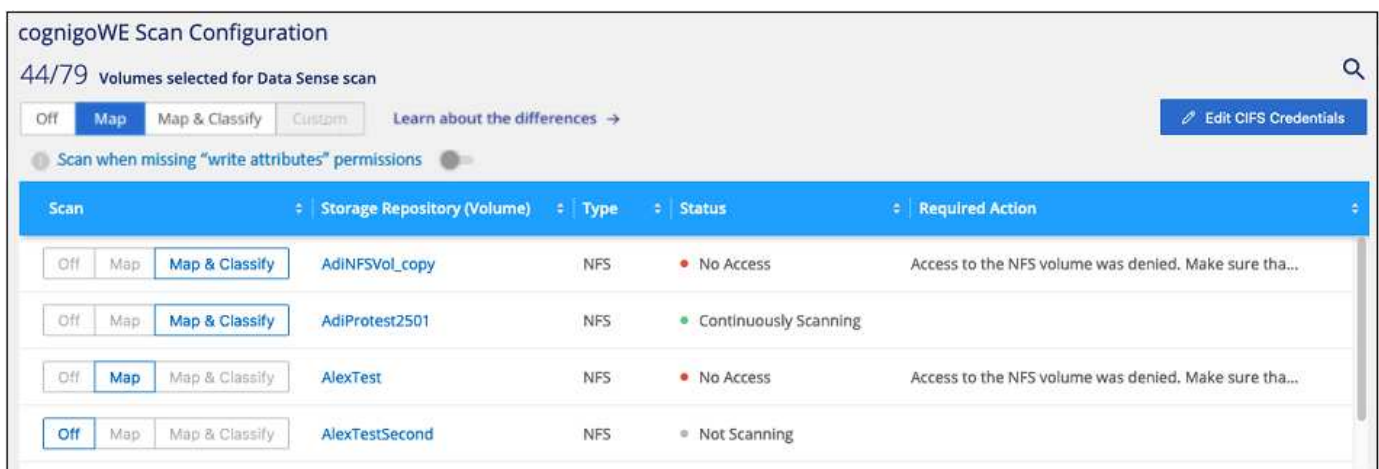 cognigoWE Scan Configuration
44/79 Volumes selected for Data Sense scan
Off Map Map & Classify Custom Learn about the differences → Edit CIFS Credentials
Scan when missing “write attributes” permissions
Scan Storage Repository (Volume) Type Status Required Action
Off Map Map & Classify AdiNFSVol_copy NFS No Access Access to the NFS volume was denied. Make sure tha...
Off Map Map & Classify AdiProtest2501 NFS Continuously Scanning
Off Map Map & Classify AlexTest NFS No Access Access to the NFS volume was denied. Make sure tha...
Off Map Map & Classify AlexTestSecond NFS Not Scanning